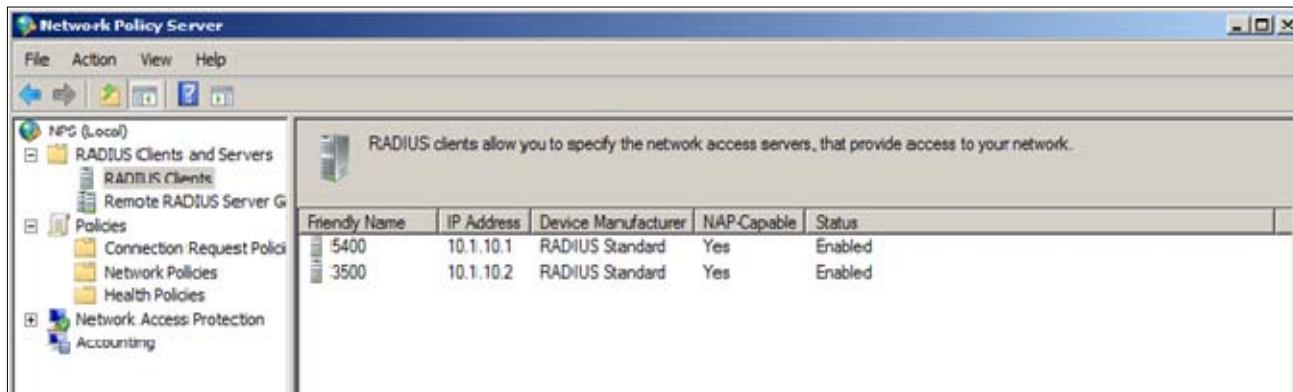 Network Policy Server
File Action View Help
NPS (Local)
RADIUS Clients and Servers
RADIUS Clients
Remote RADIUS Server G
Policies
Connection Request Polici
Network Policies
Health Policies
Network Access Protection
Accounting
RADIUS clients allow you to specify the network access servers, that provide access to your network.
Friendly Name IP Address Device Manufacturer NAP-Capable Status
5400 10.1.10.1 RADIUS Standard Yes Enabled
3500 10.1.10.2 RADIUS Standard Yes Enabled